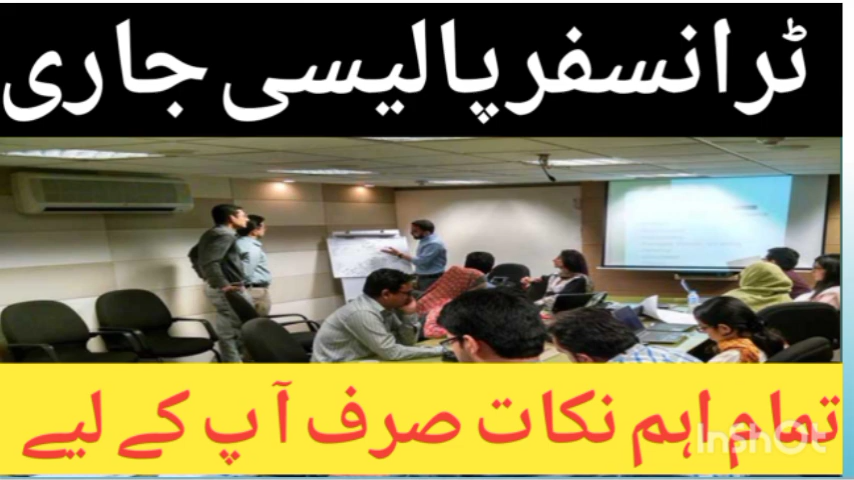 ٹرانسفر پالیسی جاری
تمام اہم نکات صرف آپ کے لیے
InShOt